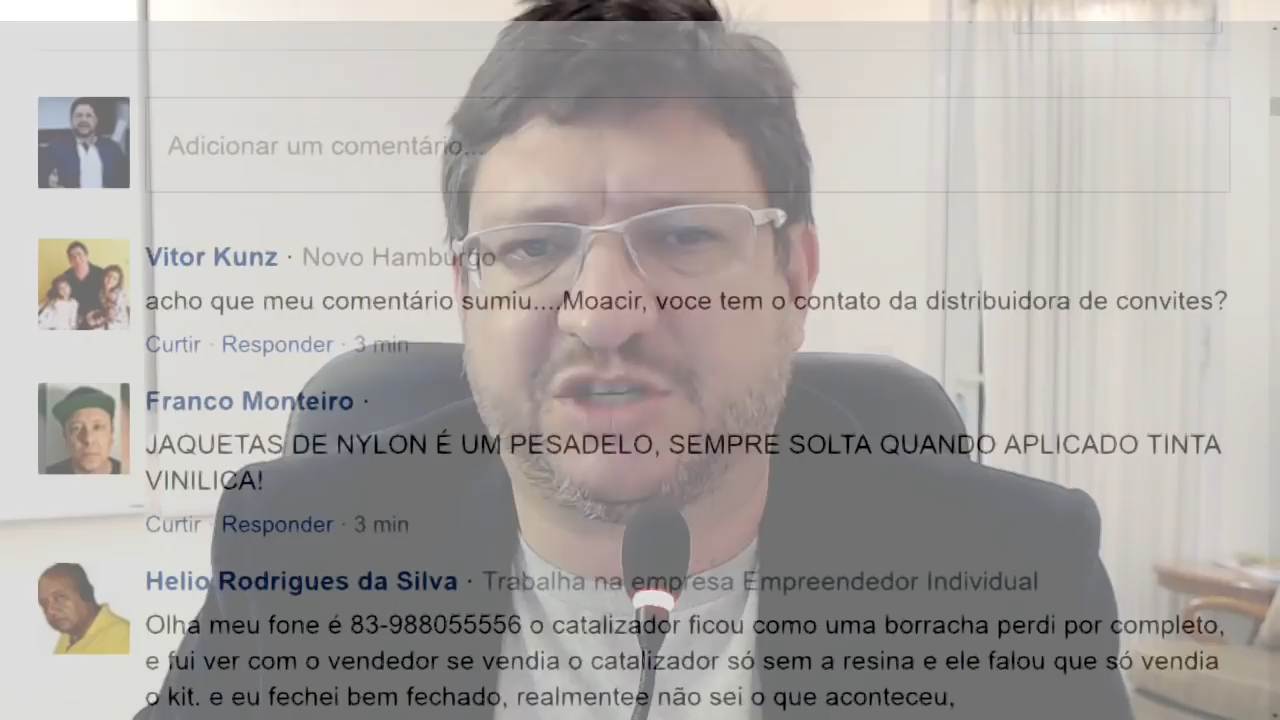 Adicionar um comentário...
Vitor Kunz · Novo Hamburgo
acho que meu comentário sumiu....Moacir, voce tem o contato da distribuidora de convites?
Curtir · Responder · 3 min
Franco Monteiro ·
JAQUETAS DE NYLON É UM PESADELO, SEMPRE SOLTA QUANDO APLICADO TINTA
VINILICA!
Curtir · Responder · 3 min
Helio Rodrigues da Silva · Trabalha na empresa Empreendedor Individual
Olha meu fone é 83-988055556 o catalizador ficou como uma borracha perdi por completo,
e fui ver com o vendedor se vendia o catalizador só sem a resina e ele falou que só vendia
o kit. e eu fechei bem fechado, realmentee não sei o que aconteceu,